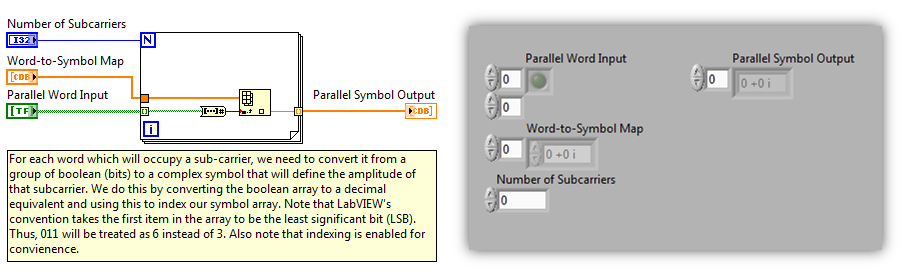 Number of Subcarriers
I32
N
Word-to-Symbol Map
[CDB]
Parallel Word Input
[TF]
i
Parallel Symbol Output
CDB]
For each word which will occupy a sub-carrier, we need to convert it from a
group of boolean (bits) to a complex symbol that will define the amplitude of
that subcarrier. We do this by converting the boolean array to a decimal
equivalent and using this to index our symbol array. Note that LabVIEW's
convention takes the first item in the array to be the least significant bit (LSB).
Thus, 011 will be treated as 6 instead of 3. Also note that indexing is enabled for
convienence.
Parallel Word Input
0
0
Word-to-Symbol Map
0
0 +0 i
Number of Subcarriers
0
Parallel Symbol Output
0
0 +0 i